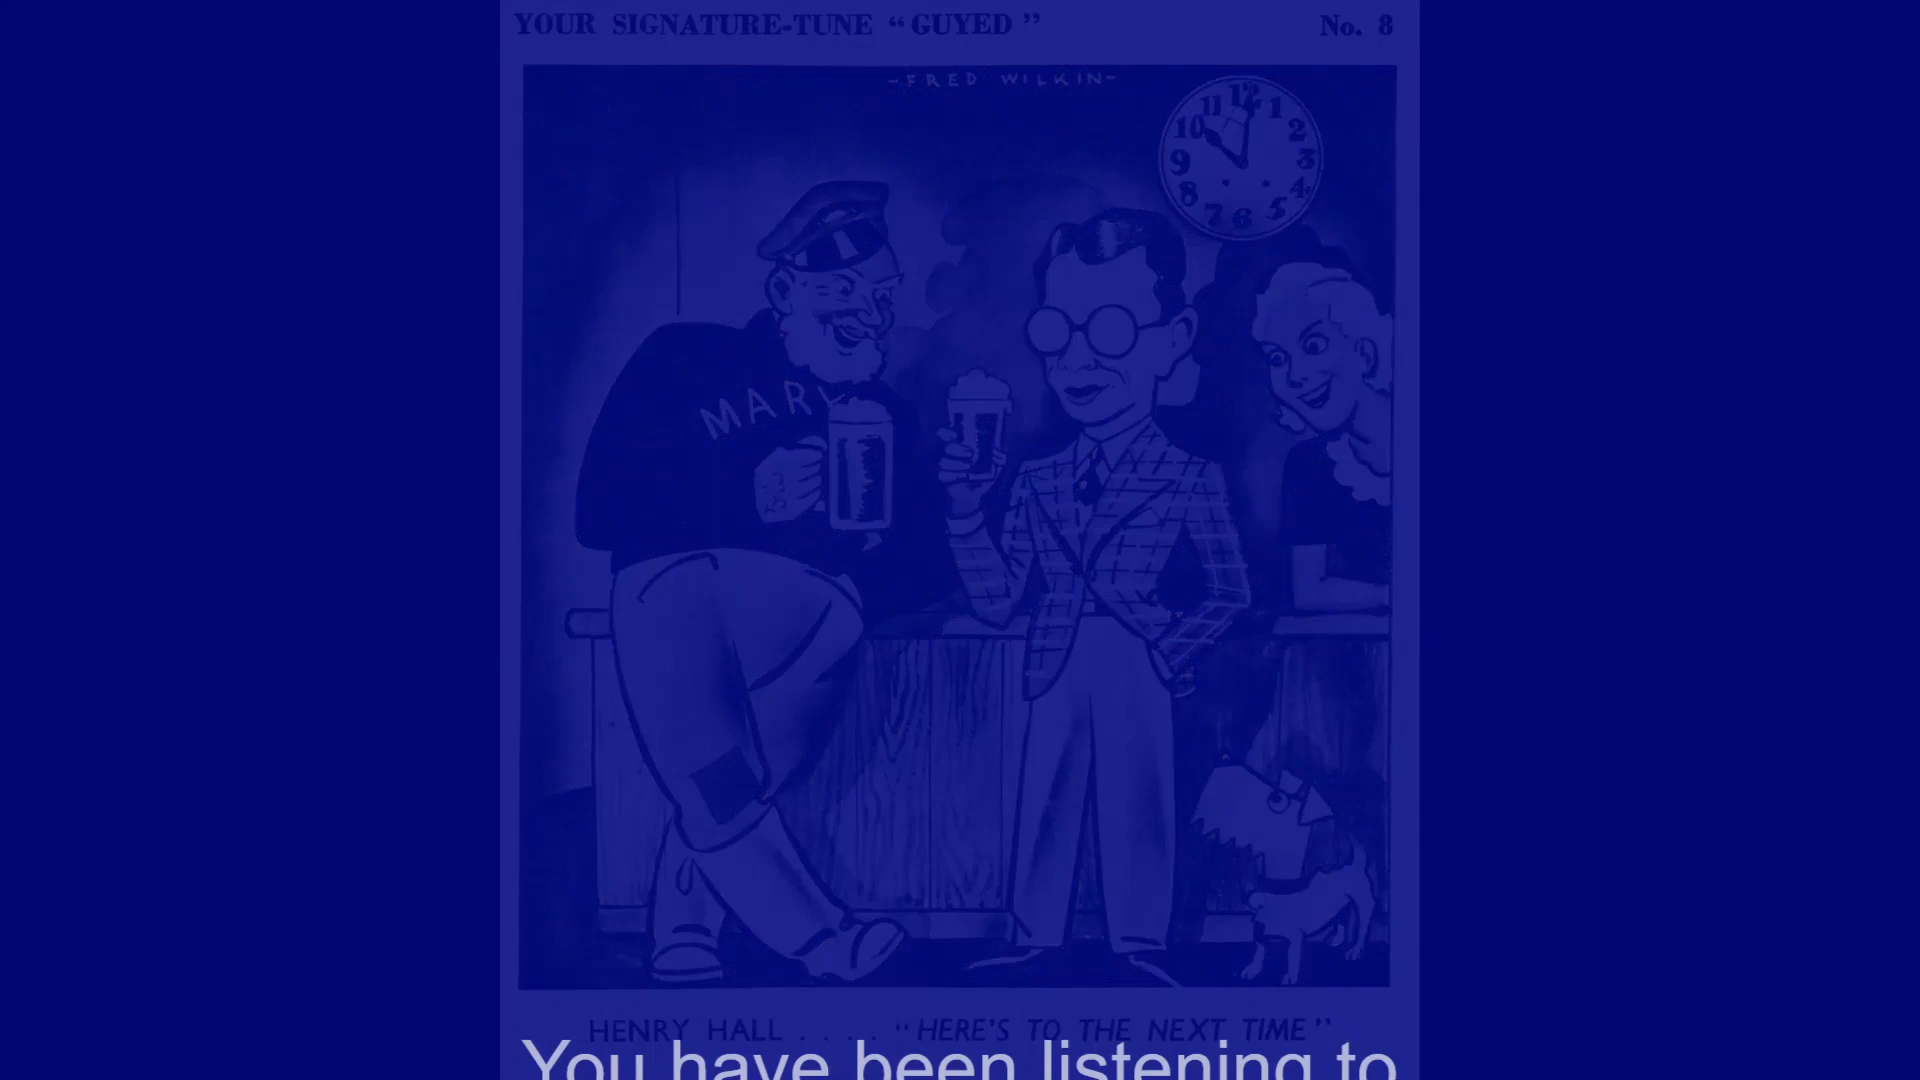 YOUR SIGNATURE-TUNE “GUYED” No. 8
-FRED WILKIN-
11 12 1
10 2
9 3
8 4
7 6 5
MARY
HENRY HALL . . . . “HERE'S TO THE NEXT TIME”
You have been listening to